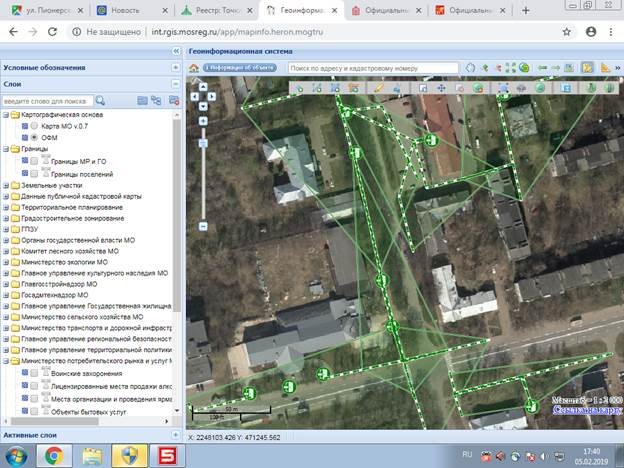 ул. Пионерск
Новость
Реестр: Точки
Геоинформа
Официальны
Официальн
Не защищено | int.rgis.mosreg.ru/app/mapinfo.heron.mogtru
Условные обозначения
Слои
введите слово для поиска
Картографическая основа
Карта МО v.0.7
ОФМ
Границы
Границы МР и ГО
Границы поселений
Земельные участки
Данные публичной кадастровой карты
Территориальное планирование
Градостроительное зонирование
ГПЗУ
Органы государственной власти МО
Комитет лесного хозяйства МО
Министерство экологии МО
Главное управление культурного наследия МО
Главгосстройнадзор МО
Госадмтехнадзор МО
Главное управление Государственная жилищна
Министерство сельского хозяйства МО
Министерство транспорта и дорожной инфрастр
Главное управление региональной безопасност
Главное управление территориальной политики
Министерство потребительского рынка и услуг М
Воинские захоронения
Лицензированные места продажи алко
Места организации и проведения ярма
Объекты бытовых услуг
Активные слои
Геоинформационная система
Информация об объекте
Поиск по адресу и кадастровому номеру
50 m
100 ft
Масштаб = 1 : 2 000
Ссылка на карту
X: 2248103.426 Y: 471245.562
RU
17:40
05.02.2019